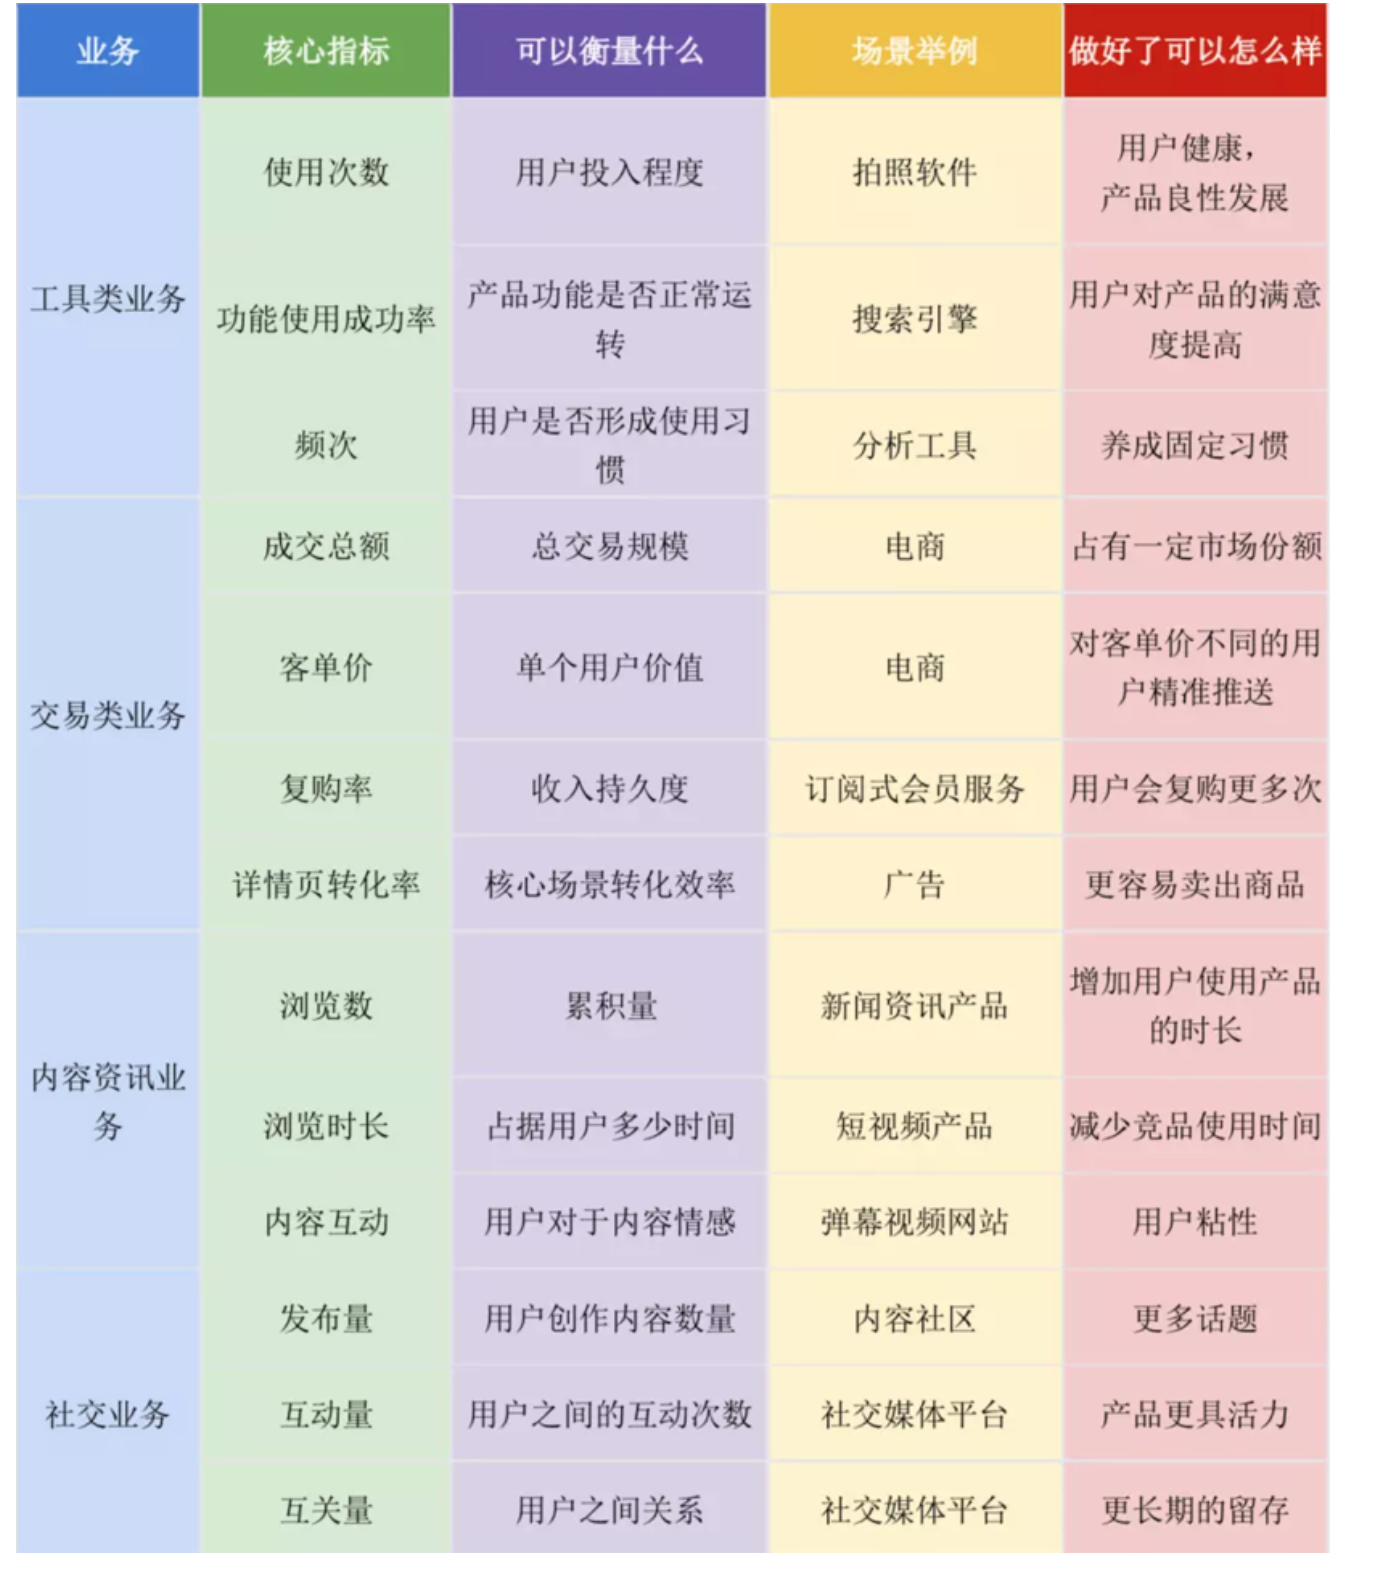 业务 核心指标 可以衡量什么 场景举例 做好了可以怎么样
工具类业务
使用次数 用户投入程度 拍照软件 用户健康，
产品良性发展
功能使用成功率 产品功能是否正常运
转 搜索引擎 用户对产品的满意
度提高
频次 用户是否形成使用习
惯 分析工具 养成固定习惯
交易类业务
成交总额 总交易规模 电商 占有一定市场份额
客单价 单个用户价值 电商 对客单价不同的用
户精准推送
复购率 收入持久度 订阅式会员服务 用户会复购更多次
详情页转化率 核心场景转化效率 广告 更容易卖出商品
内容资讯业
务
浏览数 累积量 新闻资讯产品 增加用户使用产品
的时长
浏览时长 占据用户多少时间 短视频产品 减少竞品使用时间
内容互动 用户对于内容情感 弹幕视频网站 用户粘性
社交业务
发布量 用户创作内容数量 内容社区 更多话题
互动量 用户之间的互动次数 社交媒体平台 产品更具活力
互关量 用户之间关系 社交媒体平台 更长期的留存